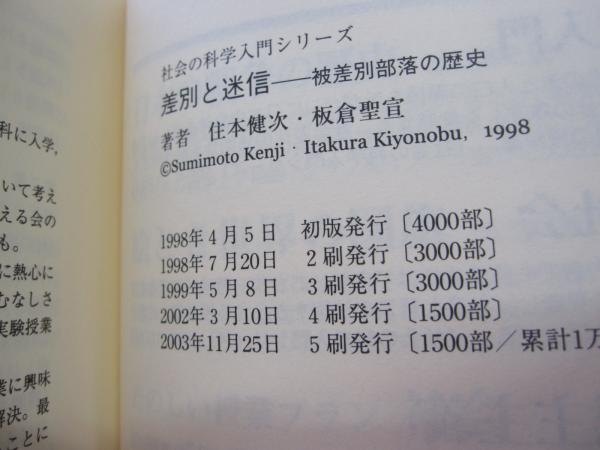 社会の科学入門シリーズ
差別と迷信――被差別部落の歴史
著者　住本健次・板倉聖宣
©Sumimoto Kenji・Itakura Kiyonobu, 1998
1998年4月5日　初版発行〔4000部〕
1998年7月20日　2刷発行〔3000部〕
1999年5月8日　3刷発行〔3000部〕
2002年3月10日　4刷発行〔1500部〕
2003年11月25日　5刷発行〔1500部／累計1万
科に入学,
いて考え
える会の
も。
に熱心に
むなしさ
実験授業
業に興味
解決。最
ことに